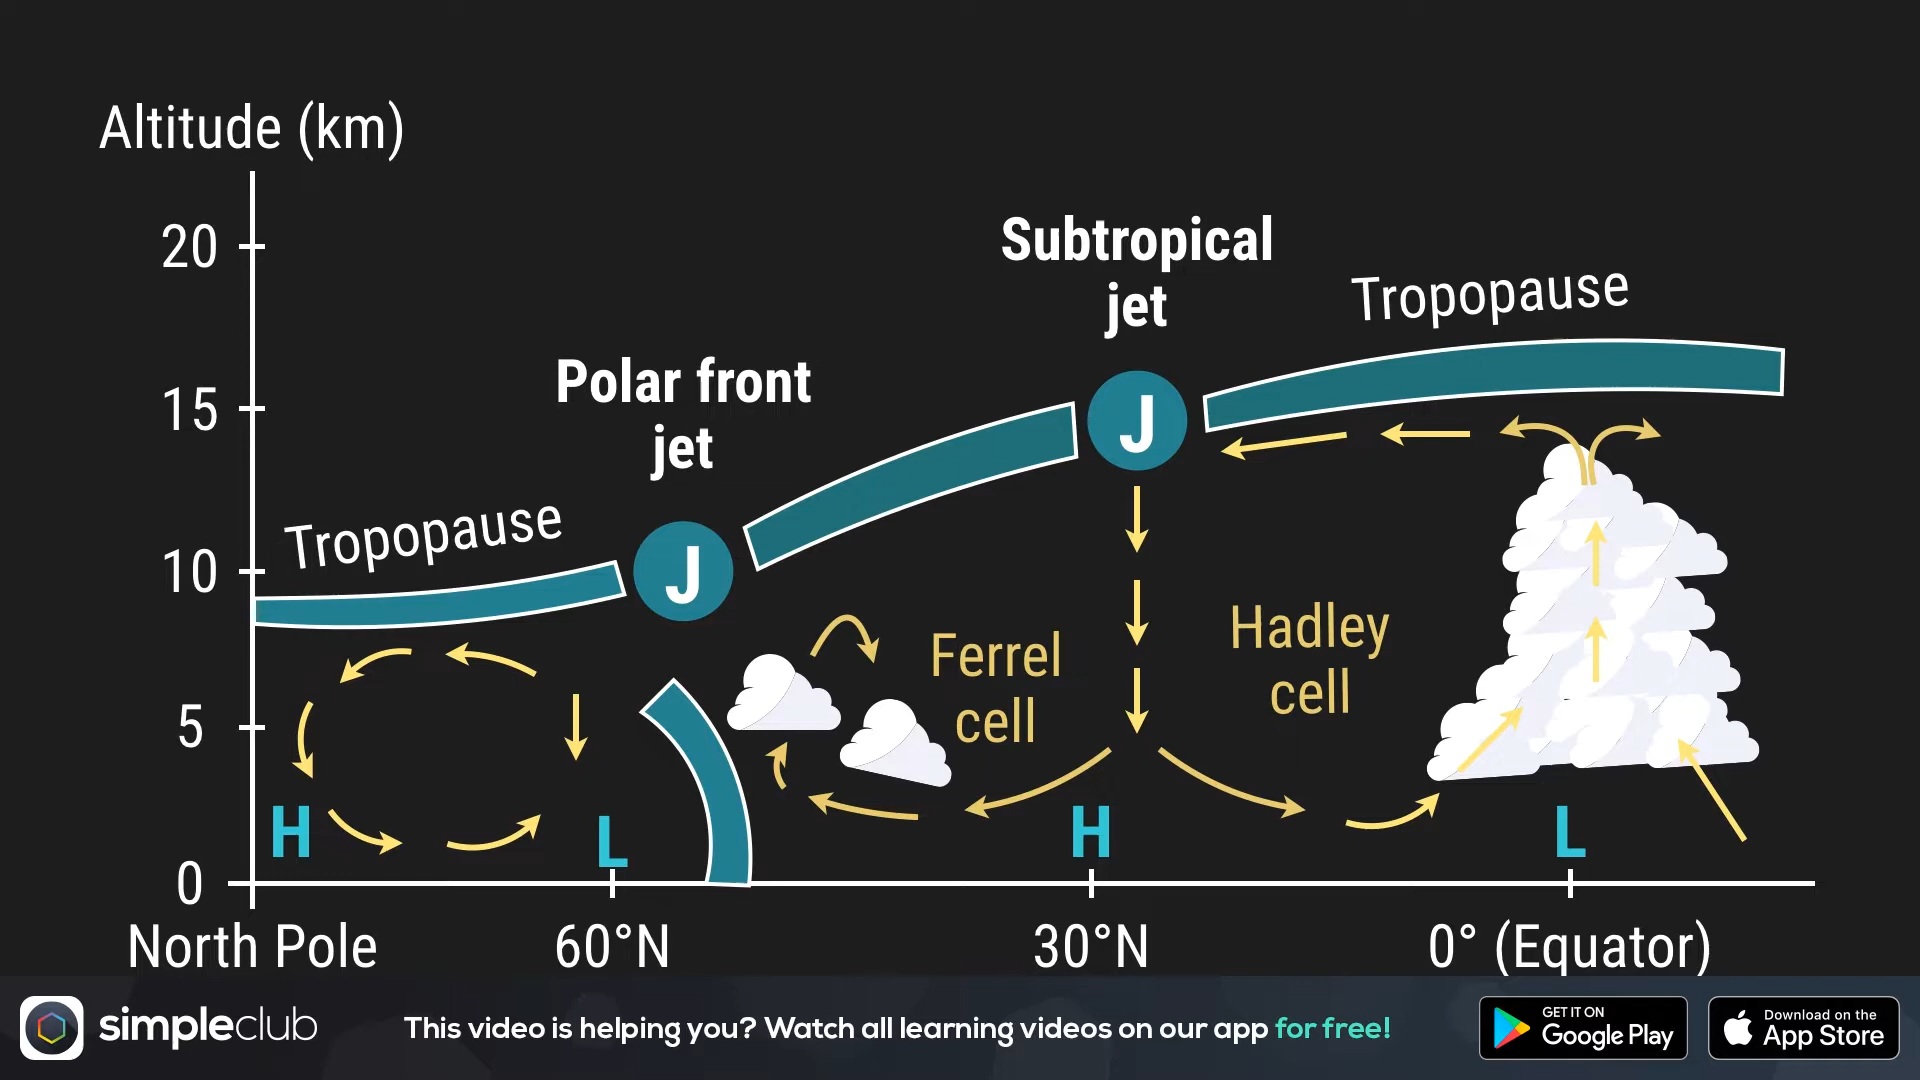 Altitude (km)
20
Subtropical
jet
Tropopause
Polar front
jet
15
J
Tropopause
10
J
Ferrel
cell
Hadley
cell
5
H
L
H
L
0
North Pole
60°N
30°N
0° (Equator)
simpleclub
This video is helping you? Watch all learning videos on our app for free!
GET IT ON
Google Play
Download on the
App Store